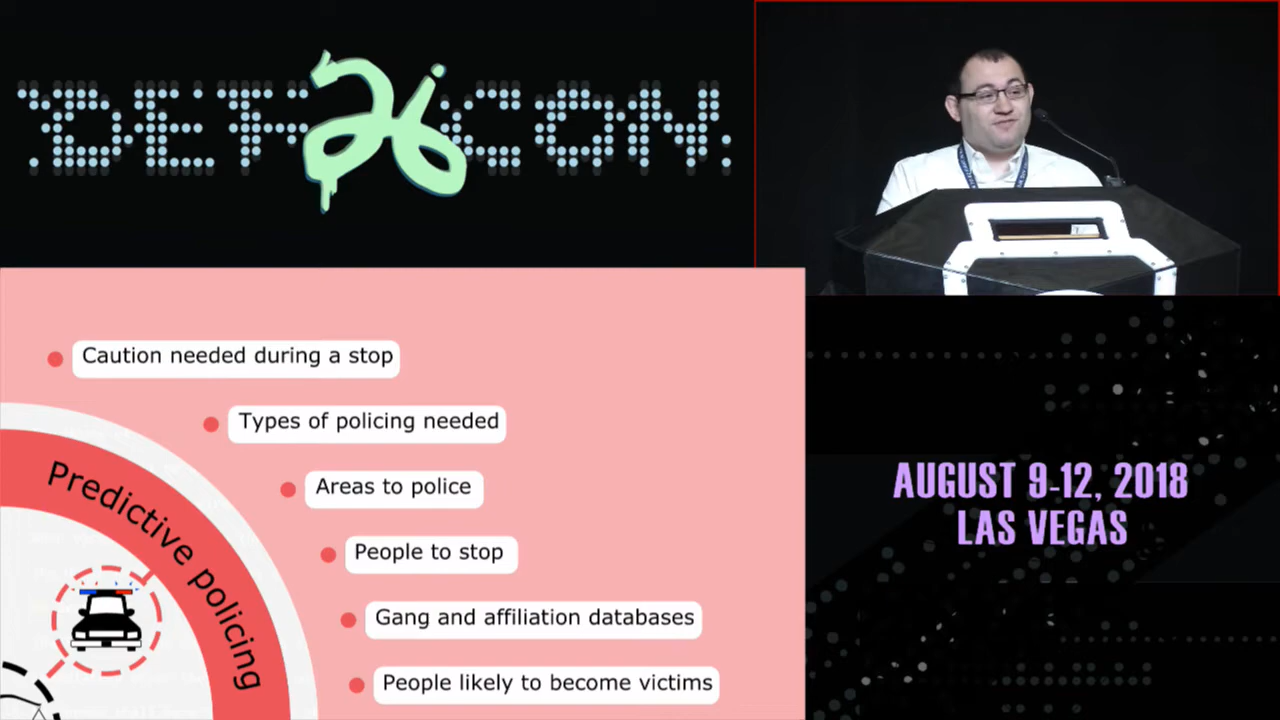 DEF 26 CON
Caution needed during a stop
Types of policing needed
Areas to police
People to stop
Gang and affiliation databases
People likely to become victims
Predictive policing
AUGUST 9-12, 2018
LAS VEGAS